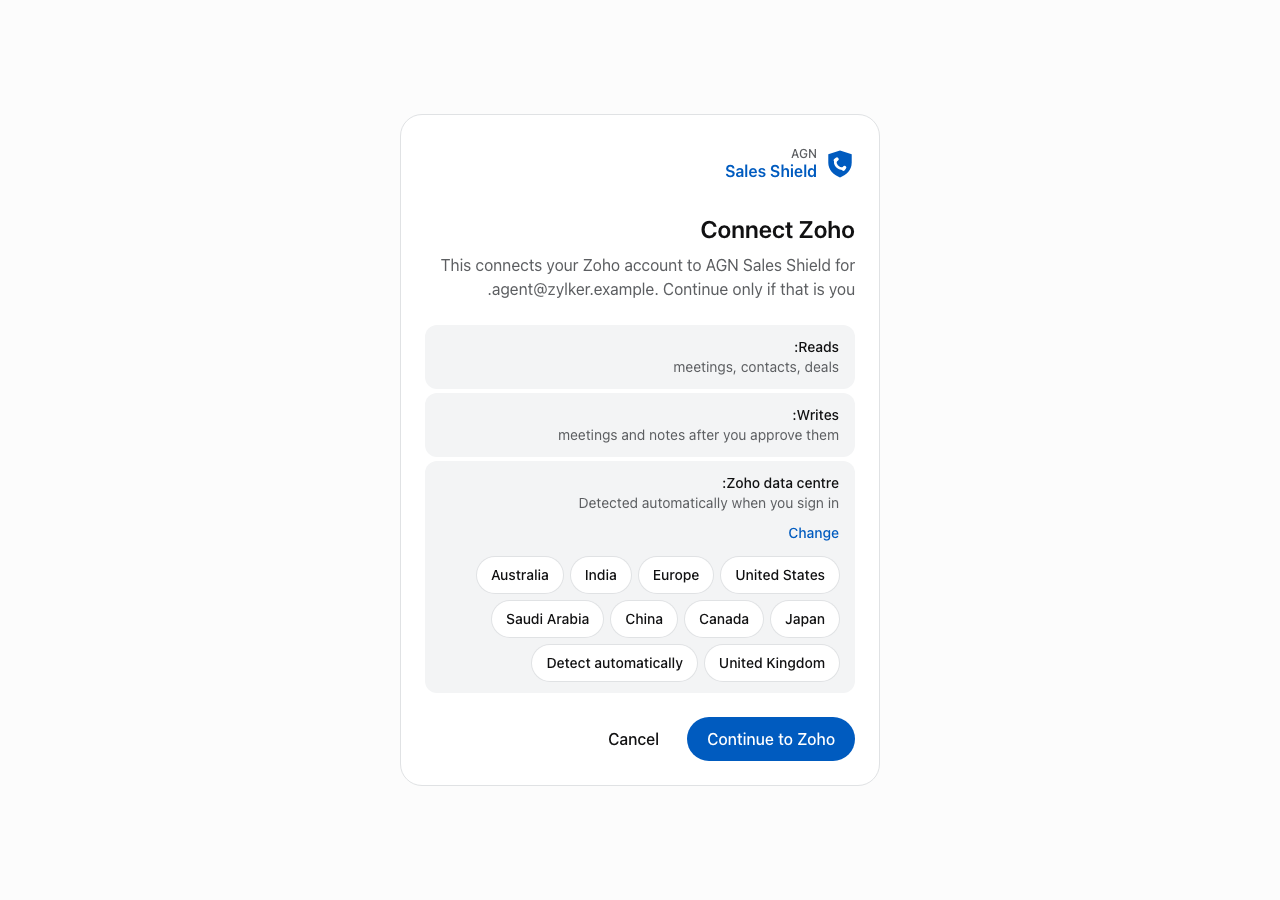 AGN
Sales Shield
Connect Zoho
This connects your Zoho account to AGN Sales Shield for
.agent@zylker.example. Continue only if that is you
:Reads
meetings, contacts, deals
:Writes
meetings and notes after you approve them
:Zoho data centre
Detected automatically when you sign in
Change
United States Europe India Australia
Japan Canada China Saudi Arabia
United Kingdom Detect automatically
Continue to Zoho Cancel